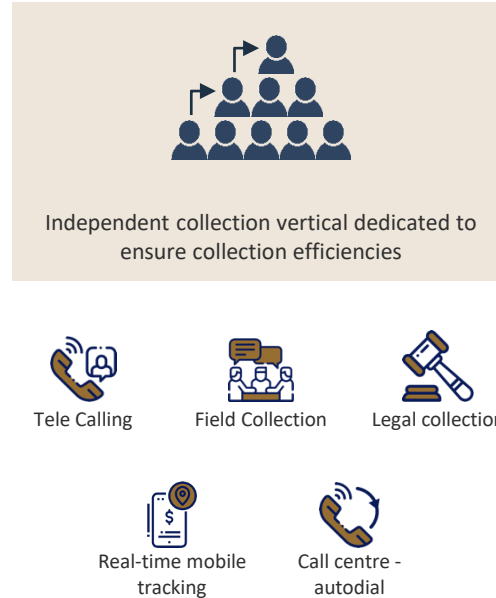 Independent collection vertical dedicated to
ensure collection efficiencies
Tele Calling
Field Collection
Legal collection
$
Real-time mobile
tracking
Call centre -
autodial